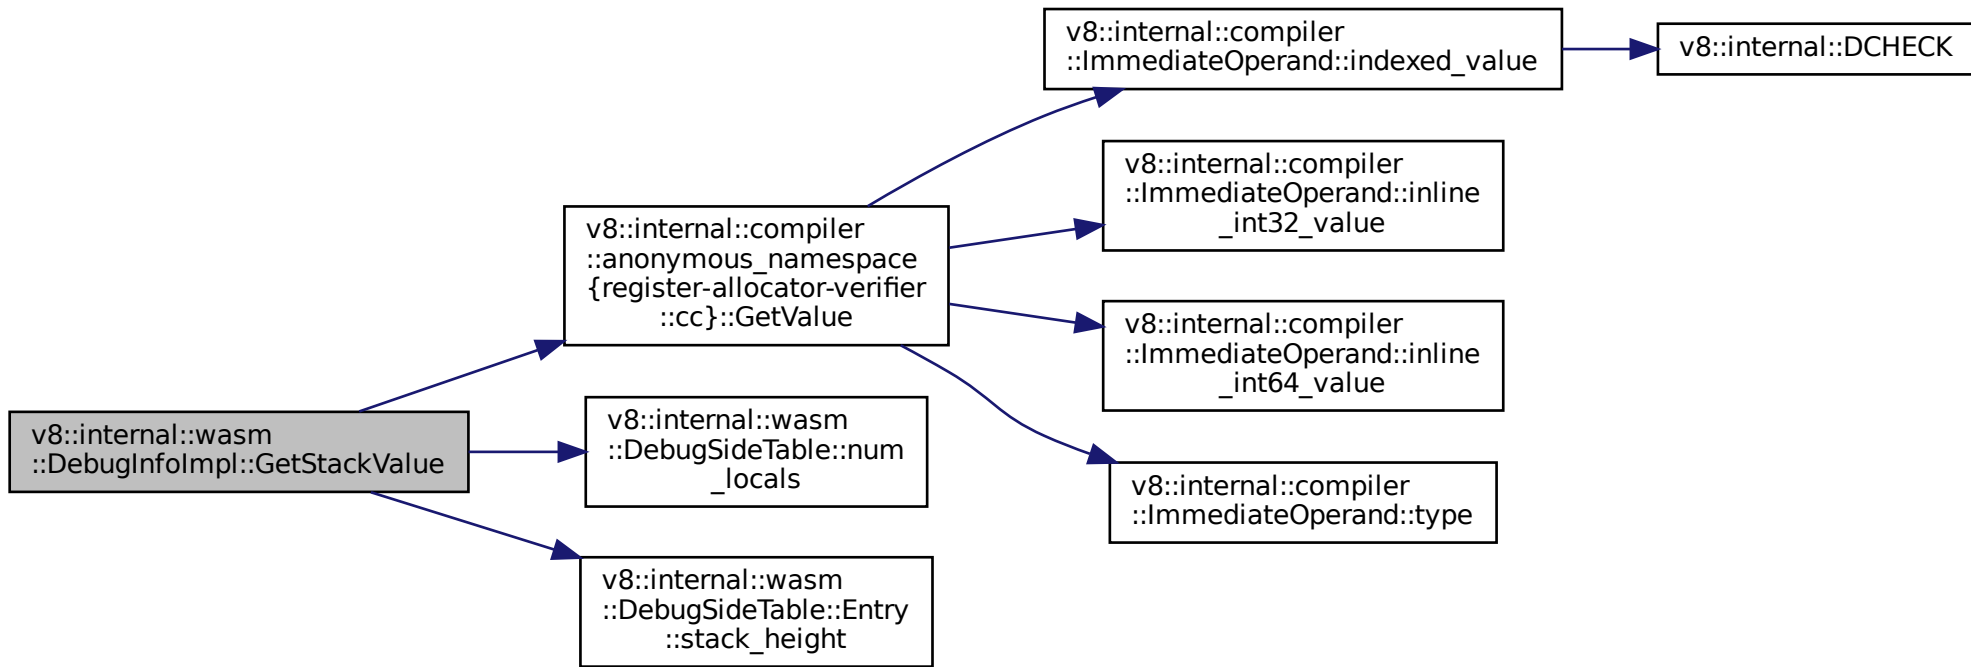 v8::internal::wasm
::DebugInfoImpl::GetStackValue
v8::internal::compiler
::anonymous_namespace
{register-allocator-verifier
::cc}::GetValue
v8::internal::wasm
::DebugSideTable::num
_locals
v8::internal::wasm
::DebugSideTable::Entry
::stack_height
v8::internal::compiler
::ImmediateOperand::indexed_value
v8::internal::compiler
::ImmediateOperand::inline
_int32_value
v8::internal::compiler
::ImmediateOperand::inline
_int64_value
v8::internal::compiler
::ImmediateOperand::type
v8::internal::DCHECK